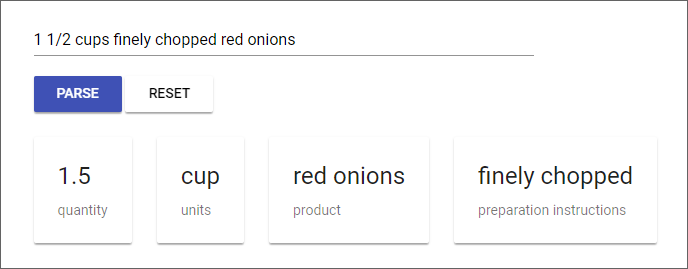 1 1/2 cups finely chopped red onions
PARSE RESET
1.5 cup red onions finely chopped
quantity units product preparation instructions